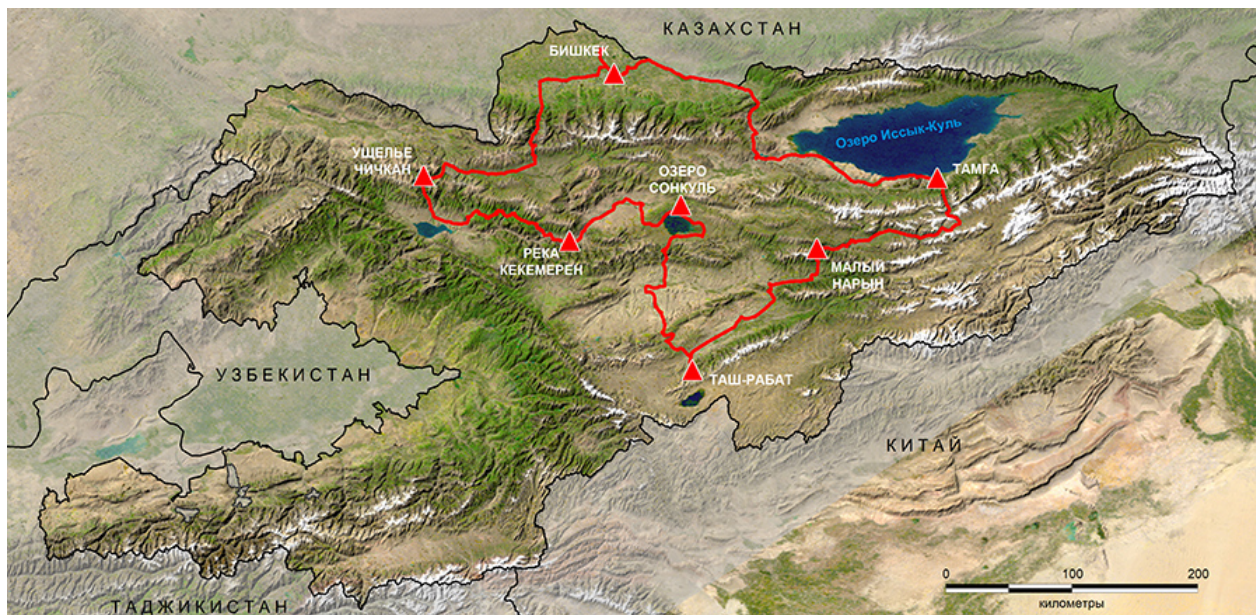 КАЗАХСТАН
БИШКЕК
Озеро Иссык-Куль
УЩЕЛЬЕ
ЧИЧКАН
ОЗЕРО
СОНКУЛЬ
ТАМГА
РЕКА
КЕКЕМЕРЕН
МАЛЫЙ
НАРЫН
УЗБЕКИСТАН
ТАШ-РАБАТ
КИТАЙ
0 100 200
километры
ТАДЖИКИСТАН